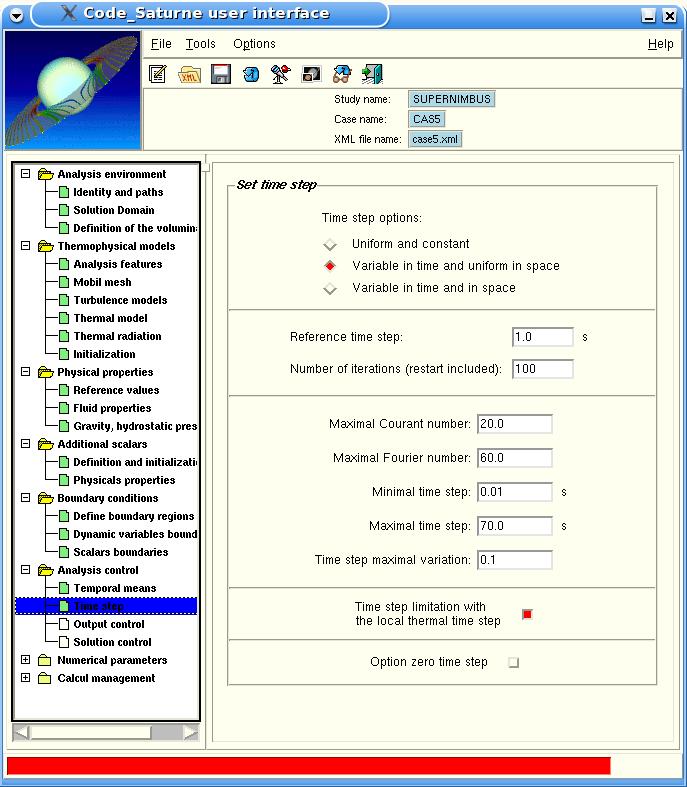 Code_Saturne user interface
File Tools Options Help
XML
Study name: SUPERNIMBUS
Case name: CAS5
XML file name: case5.xml
Analysis environment
Identity and paths
Solution Domain
Definition of the volumin
Thermophysical models
Analysis features
Mobil mesh
Turbulence models
Thermal model
Thermal radiation
Initialization
Physical properties
Reference values
Fluid properties
Gravity, hydrostatic pres
Additional scalars
Definition and initializati
Physicals properties
Boundary conditions
Define boundary regions
Dynamic variables bound
Scalars boundaries
Analysis control
Temporal means
Time step
Output control
Solution control
Numerical parameters
Calcul management
Set time step
Time step options:
Uniform and constant
Variable in time and uniform in space
Variable in time and in space
Reference time step: 1.0 s
Number of iterations (restart included): 100
Maximal Courant number: 20.0
Maximal Fourier number: 60.0
Minimal time step: 0.01 s
Maximal time step: 70.0 s
Time step maximal variation: 0.1
Time step limitation with
the local thermal time step
Option zero time step